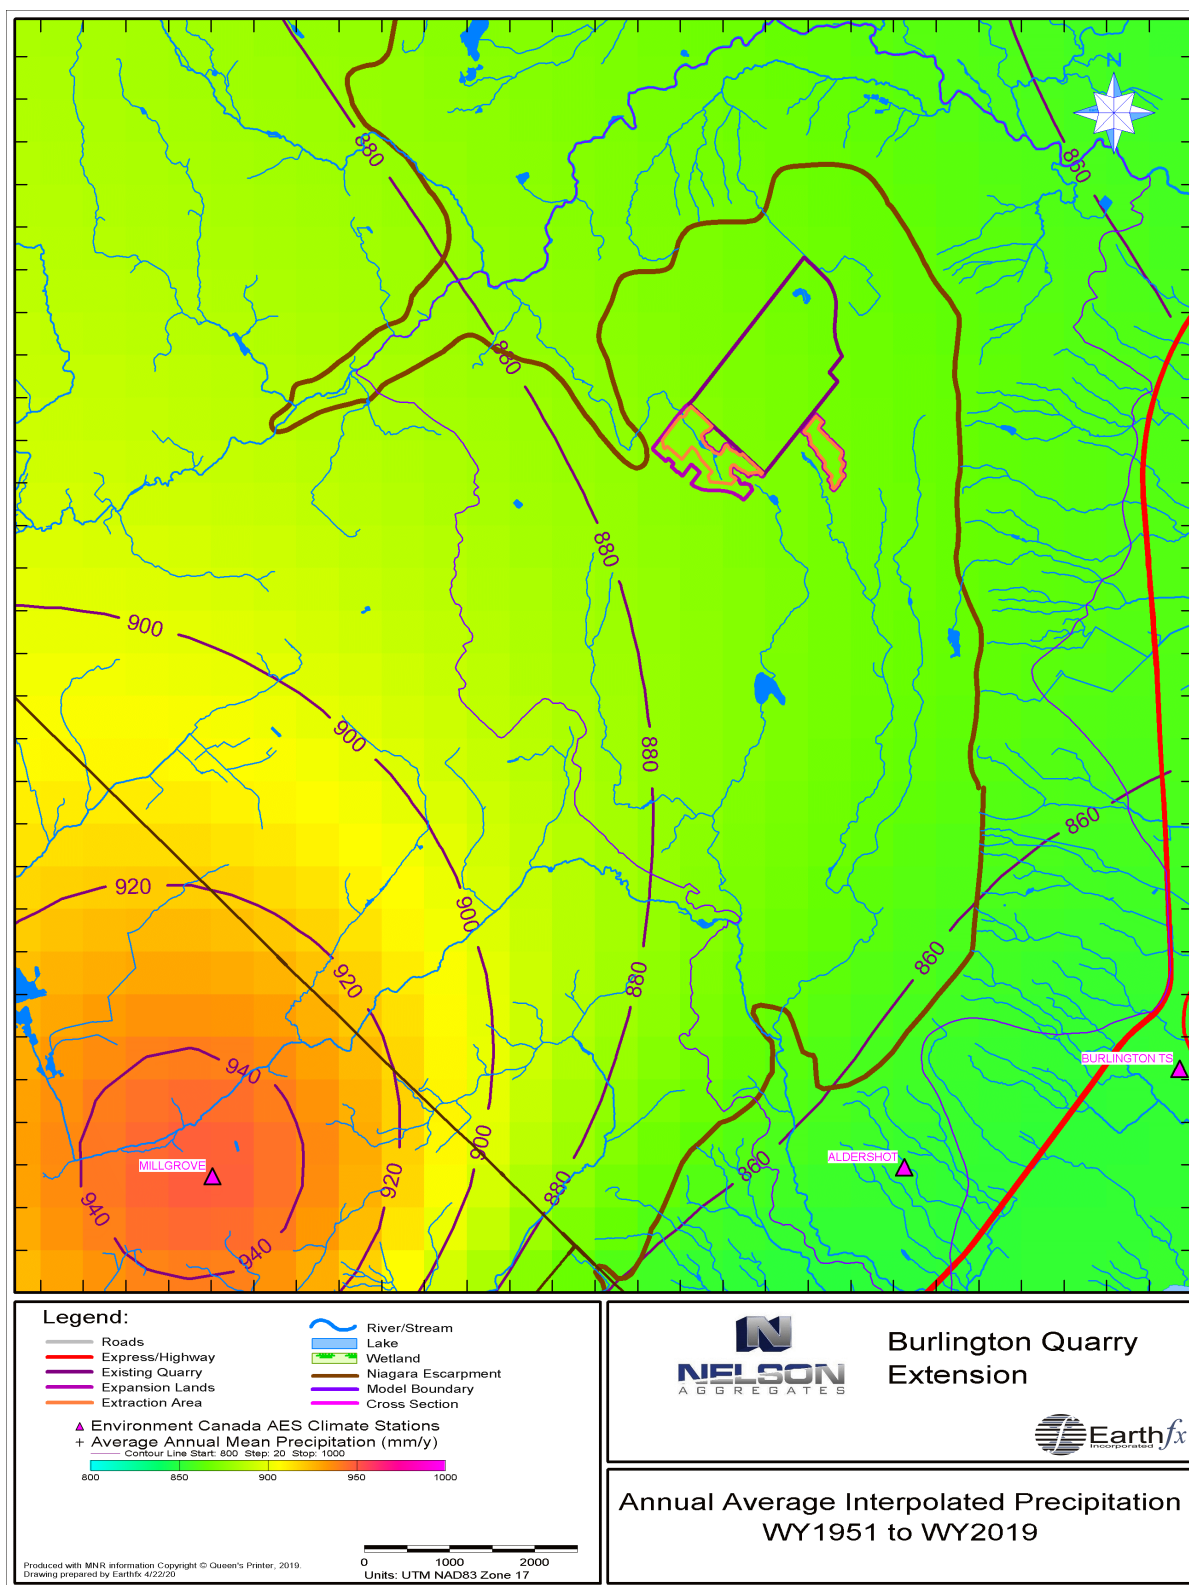 N
880
860
880
880
900
900
880
860
920
900
860
920
880
940
BURLINGTON TS
900
860
ALDERSHOT
MILLGROVE
920
880
940
940
Legend:
Roads
Express/Highway
Existing Quarry
Expansion Lands
Extraction Area
River/Stream
Lake
Wetland
Niagara Escarpment
Model Boundary
Cross Section
Environment Canada AES Climate Stations
+ Average Annual Mean Precipitation (mm/y)
Contour Line Start: 800 Step: 20 Stop: 1000
800 850 900 950 1000
Produced with MNR information Copyright © Queen's Printer, 2019.
Drawing prepared by Earthfx 4/22/20
0 1000 2000
Units: UTM NAD83 Zone 17
N
NELSON
AGGREGATES
Burlington Quarry
Extension
Earthfx
Incorporated
Annual Average Interpolated Precipitation
WY1951 to WY2019